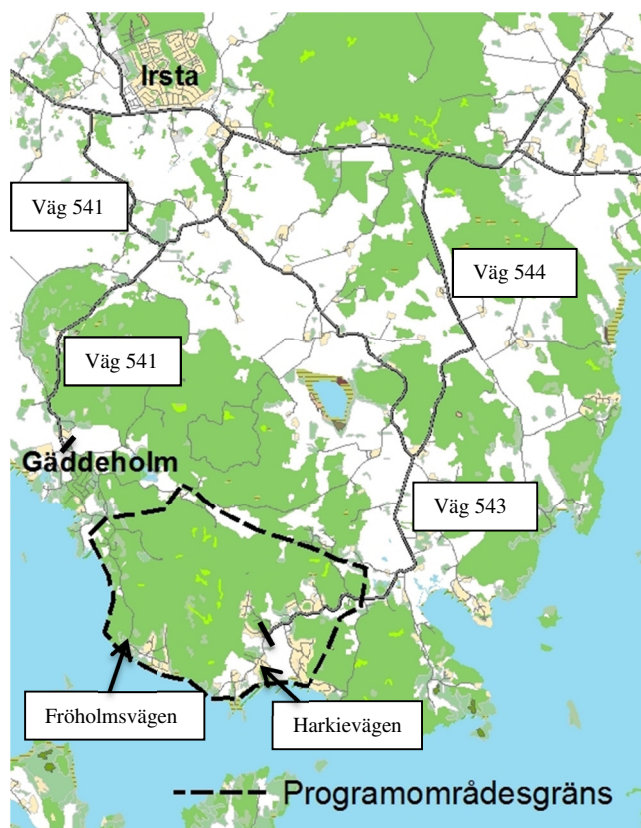 Irsta
Väg 541
Väg 544
Väg 541
Gäddeholm
Väg 543
Fröholmsvägen
Harkievägen
Programområdesgräns